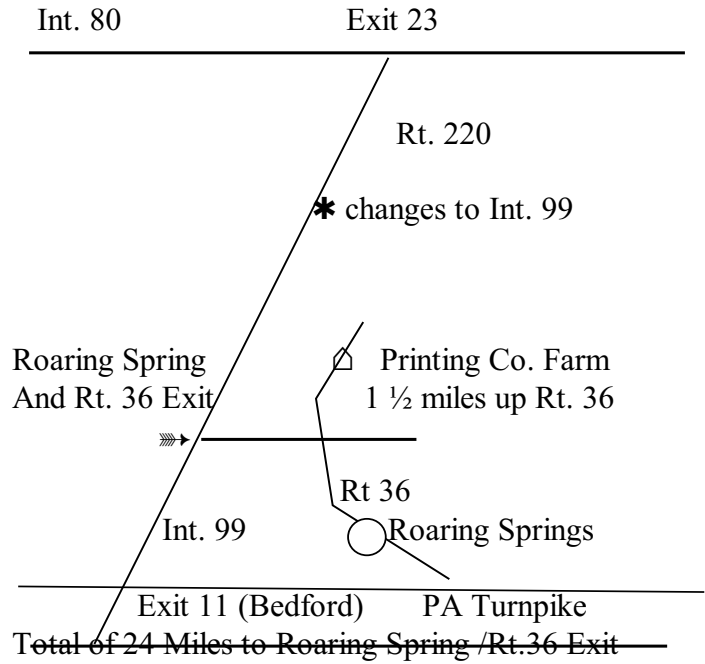 Int. 80 Exit 23
Rt. 220
✱ changes to Int. 99
Roaring Spring Printing Co. Farm
And Rt. 36 Exit 1 ½ miles up Rt. 36
Rt 36
Int. 99 Roaring Springs
Exit 11 (Bedford) PA Turnpike
Total of 24 Miles to Roaring Spring /Rt.36 Exit